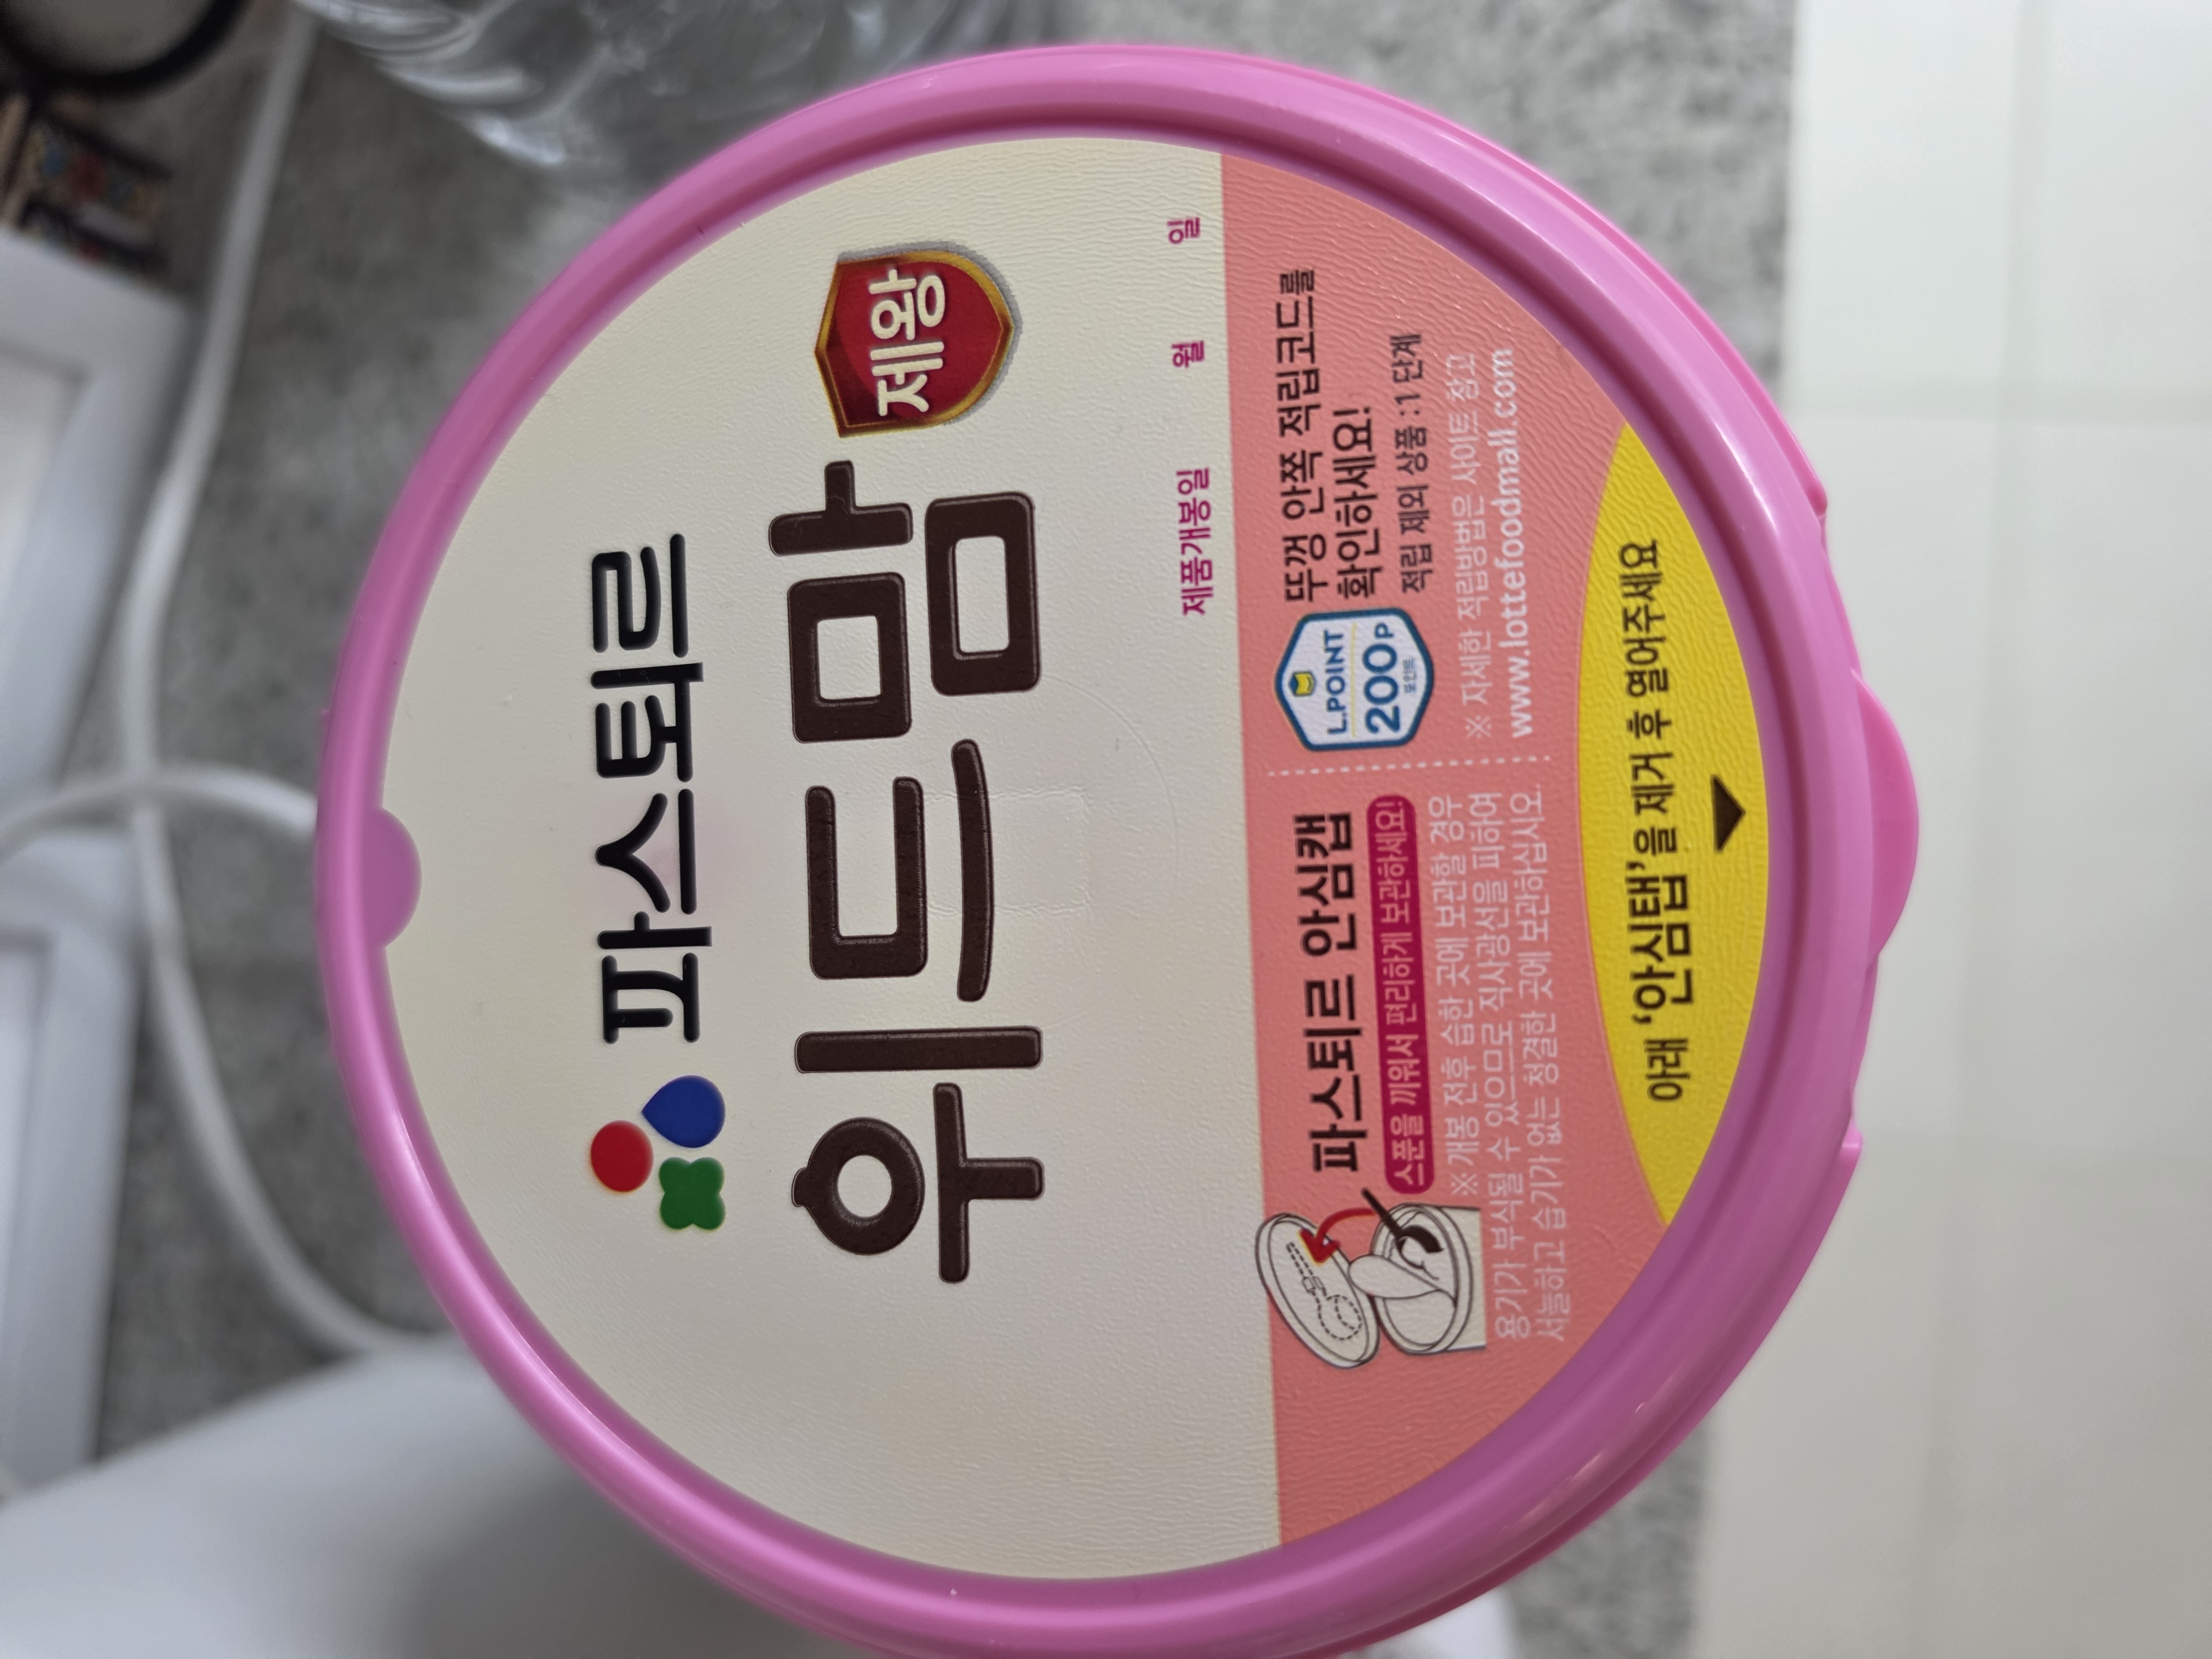 파스퇴르
위드맘 제왕
제품개봉일 월 일
파스퇴르 안심캡
스푼을 끼워서 편리하게 보관하세요!
※ 개봉 전후 습한 곳에 보관할 경우
용기가 부식될 수 있으므로 직사광선을 피하여
서늘하고 습기가 없는 청결한 곳에 보관하십시오.
L.POINT
200P
포인트
뚜껑 안쪽 적립코드를
확인하세요!
적립 제외 상품 : 1 단계
※ 자세한 적립방법은 사이트 참고
www.lottefoodmall.com
아래 '안심탭'을 제거 후 열어주세요